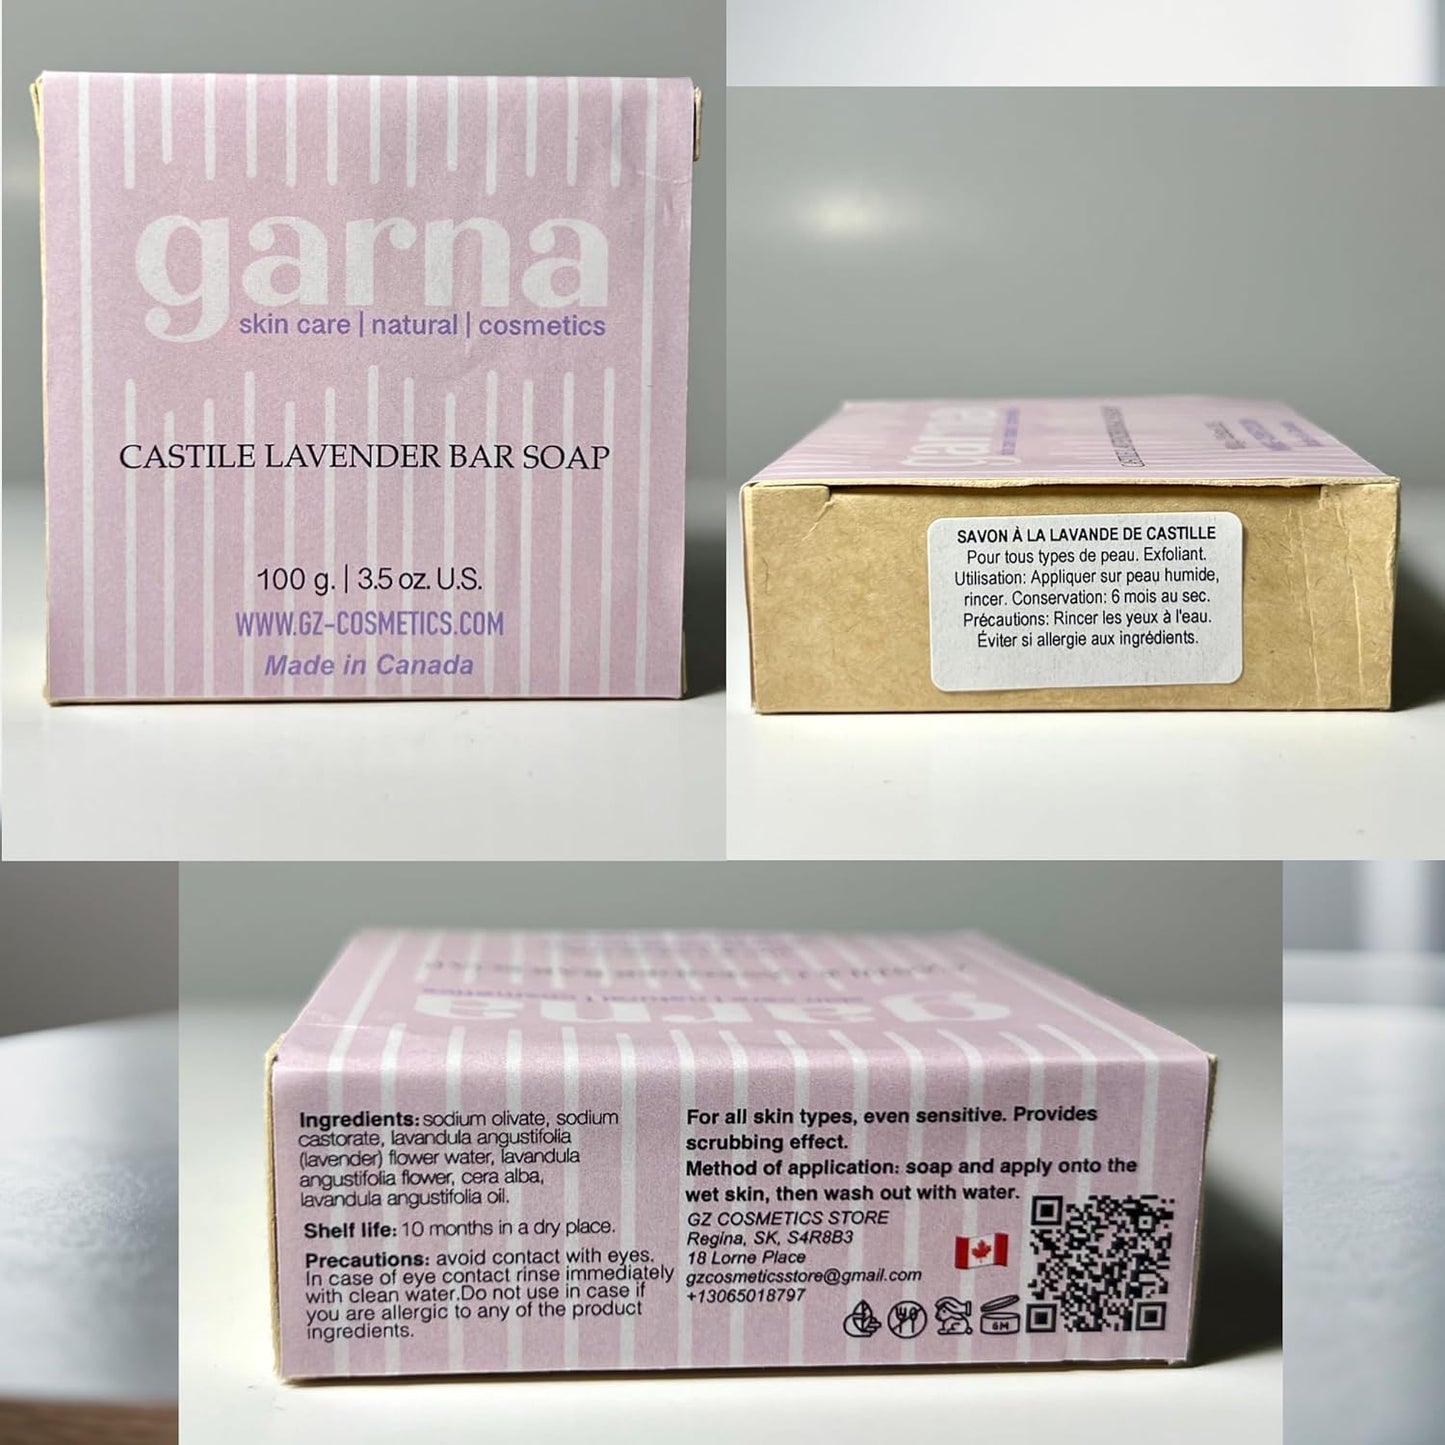 garna
skin care | natural | cosmetics
CASTILE LAVENDER BAR SOAP
100 g. | 3.5 oz. U.S.
WWW.GZ-COSMETICS.COM
Made in Canada
garna
SAVON À LA LAVANDE DE CASTILLE
Pour tous types de peau. Exfoliant.
Utilisation: Appliquer sur peau humide,
rincer. Conservation: 6 mois au sec.
Précautions: Rincer les yeux à l'eau.
Éviter si allergie aux ingrédients.
garna
skin care | natural | cosmetics
Ingredients: sodium olivate, sodium
castorate, lavandula angustifolia
(lavender) flower water, lavandula
angustifolia flower, cera alba,
lavandula angustifolia oil.
Shelf life: 10 months in a dry place.
Precautions: avoid contact with eyes.
In case of eye contact rinse immediately
with clean water.Do not use in case if
you are allergic to any of the product
ingredients.
For all skin types, even sensitive. Provides
scrubbing effect.
Method of application: soap and apply onto the
wet skin, then wash out with water.
GZ COSMETICS STORE
Regina, SK, S4R8B3
18 Lorne Place
gzcosmeticsstore@gmail.com
+13065018797
6M